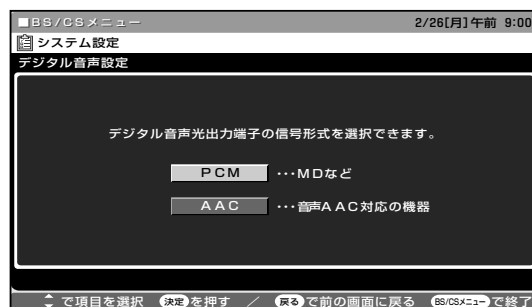 ■BS/CSメニュー 2/26[月]午前 9:00
システム設定
デジタル音声設定
デジタル音声光出力端子の信号形式を選択できます。
PCM ･･･MDなど
AAC ･･･音声AAC対応の機器
で項目を選択 決定を押す ／ 戻るで前の画面に戻る BS/CSメニューで終了